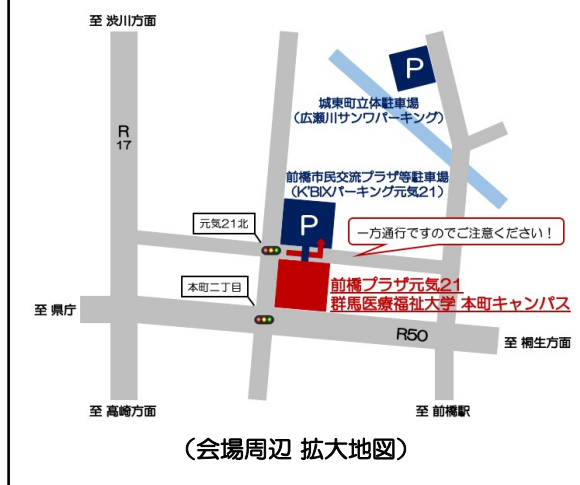 至 渋川方面
P
城東町立体駐車場
（広瀬川サンワパーキング）
R
17
前橋市民交流プラザ等駐車場
（K'BIXパーキング元気21）
P
元気21北
一方通行ですのでご注意ください！
本町二丁目
前橋プラザ元気21
群馬医療福祉大学 本町キャンパス
至 県庁
R50
至 桐生方面
至 高崎方面
至 前橋駅
（会場周辺 拡大地図）